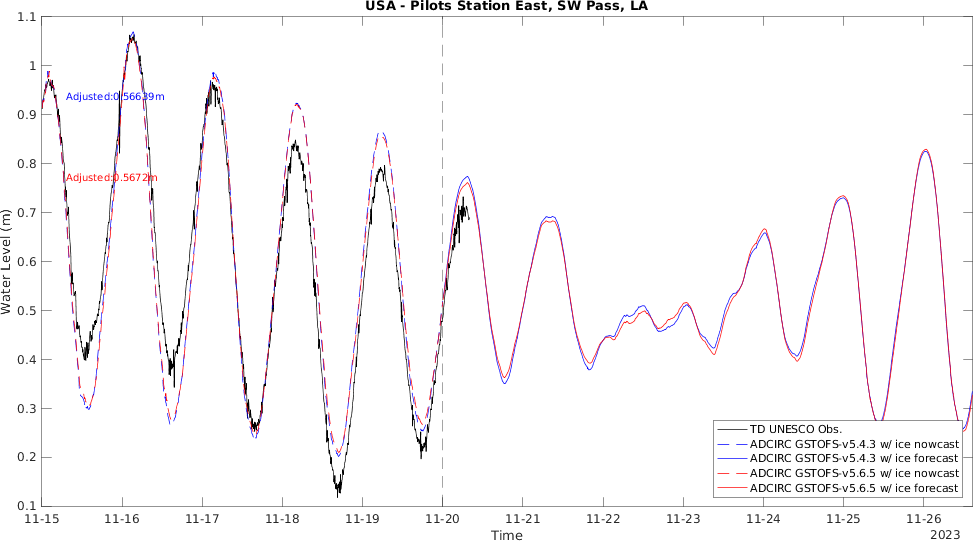 USA - Pilots Station East, SW Pass, LA
1.1
1
0.9
0.8
0.7
0.6
0.5
0.4
0.3
0.2
0.1
Water Level (m)
Adjusted:0.56639m
Adjusted:0.5672m
TD UNESCO Obs.
ADCIRC GSTOFS-v5.4.3 w/ ice nowcast
ADCIRC GSTOFS-v5.4.3 w/ ice forecast
ADCIRC GSTOFS-v5.6.5 w/ ice nowcast
ADCIRC GSTOFS-v5.6.5 w/ ice forecast
11-15 11-16 11-17 11-18 11-19 11-20 11-21 11-22 11-23 11-24 11-25 11-26
Time
2023